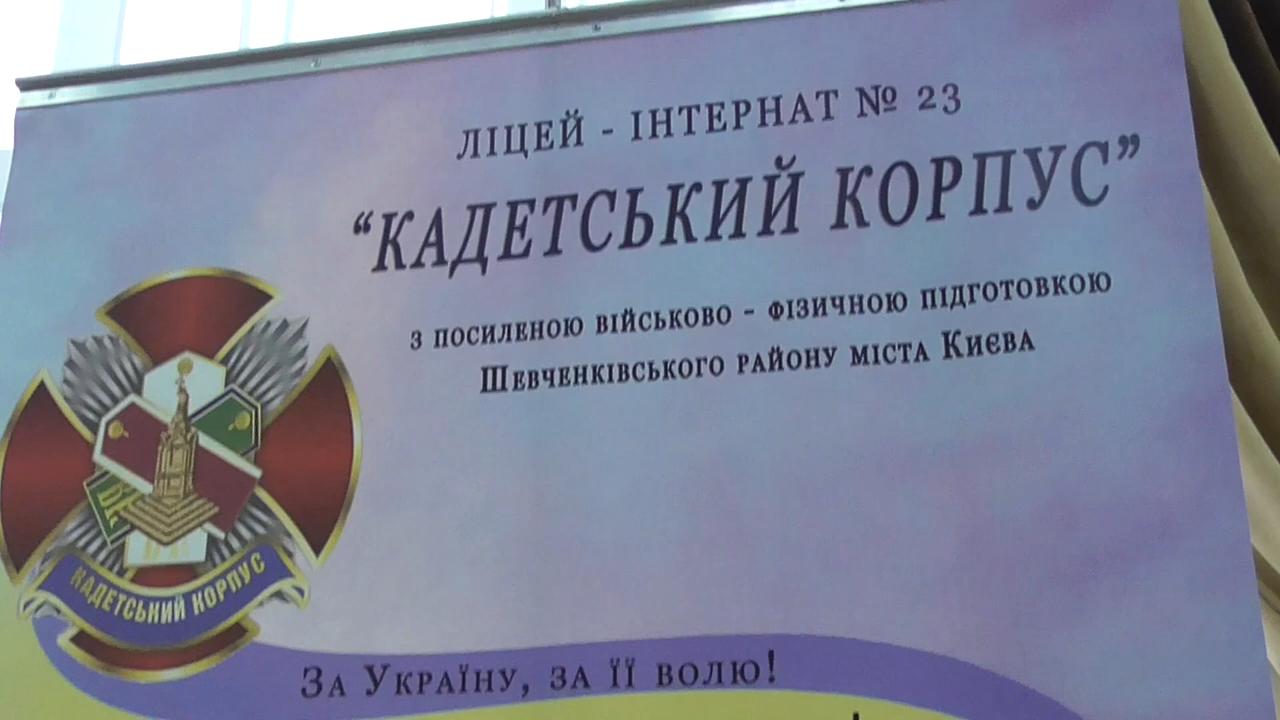 ЛІЦЕЙ - ІНТЕРНАТ № 23
“КАДЕТСЬКИЙ КОРПУС”
З ПОСИЛЕНОЮ ВІЙСЬКОВО - ФІЗИЧНОЮ ПІДГОТОВКОЮ
ШЕВЧЕНКІВСЬКОГО РАЙОНУ МІСТА КИЄВА
КАДЕТСЬКИЙ КОРПУС
ЗА УКРАЇНУ, ЗА ЇЇ ВОЛЮ!